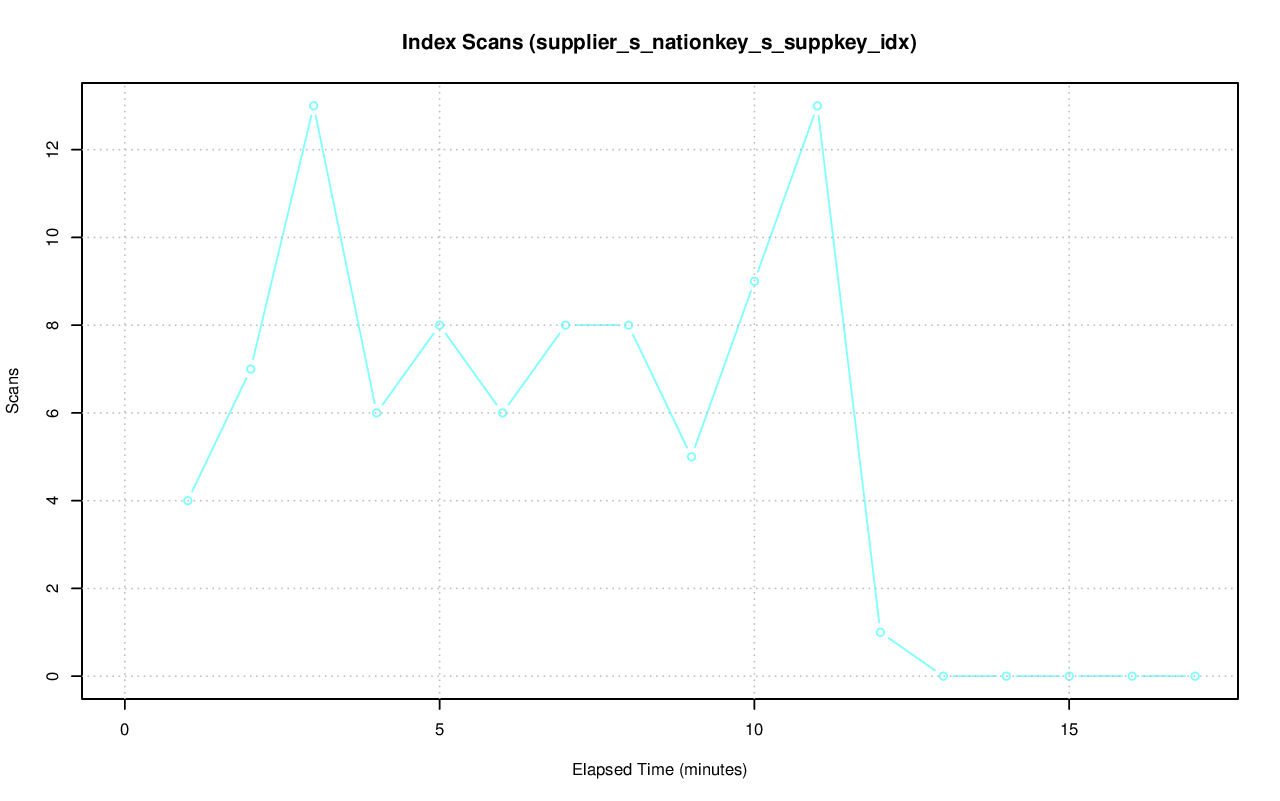 Index Scans (supplier_s_nationkey_s_suppkey_idx)
12
10
8
6
4
2
0
Scans
0 5 10 15
Elapsed Time (minutes)